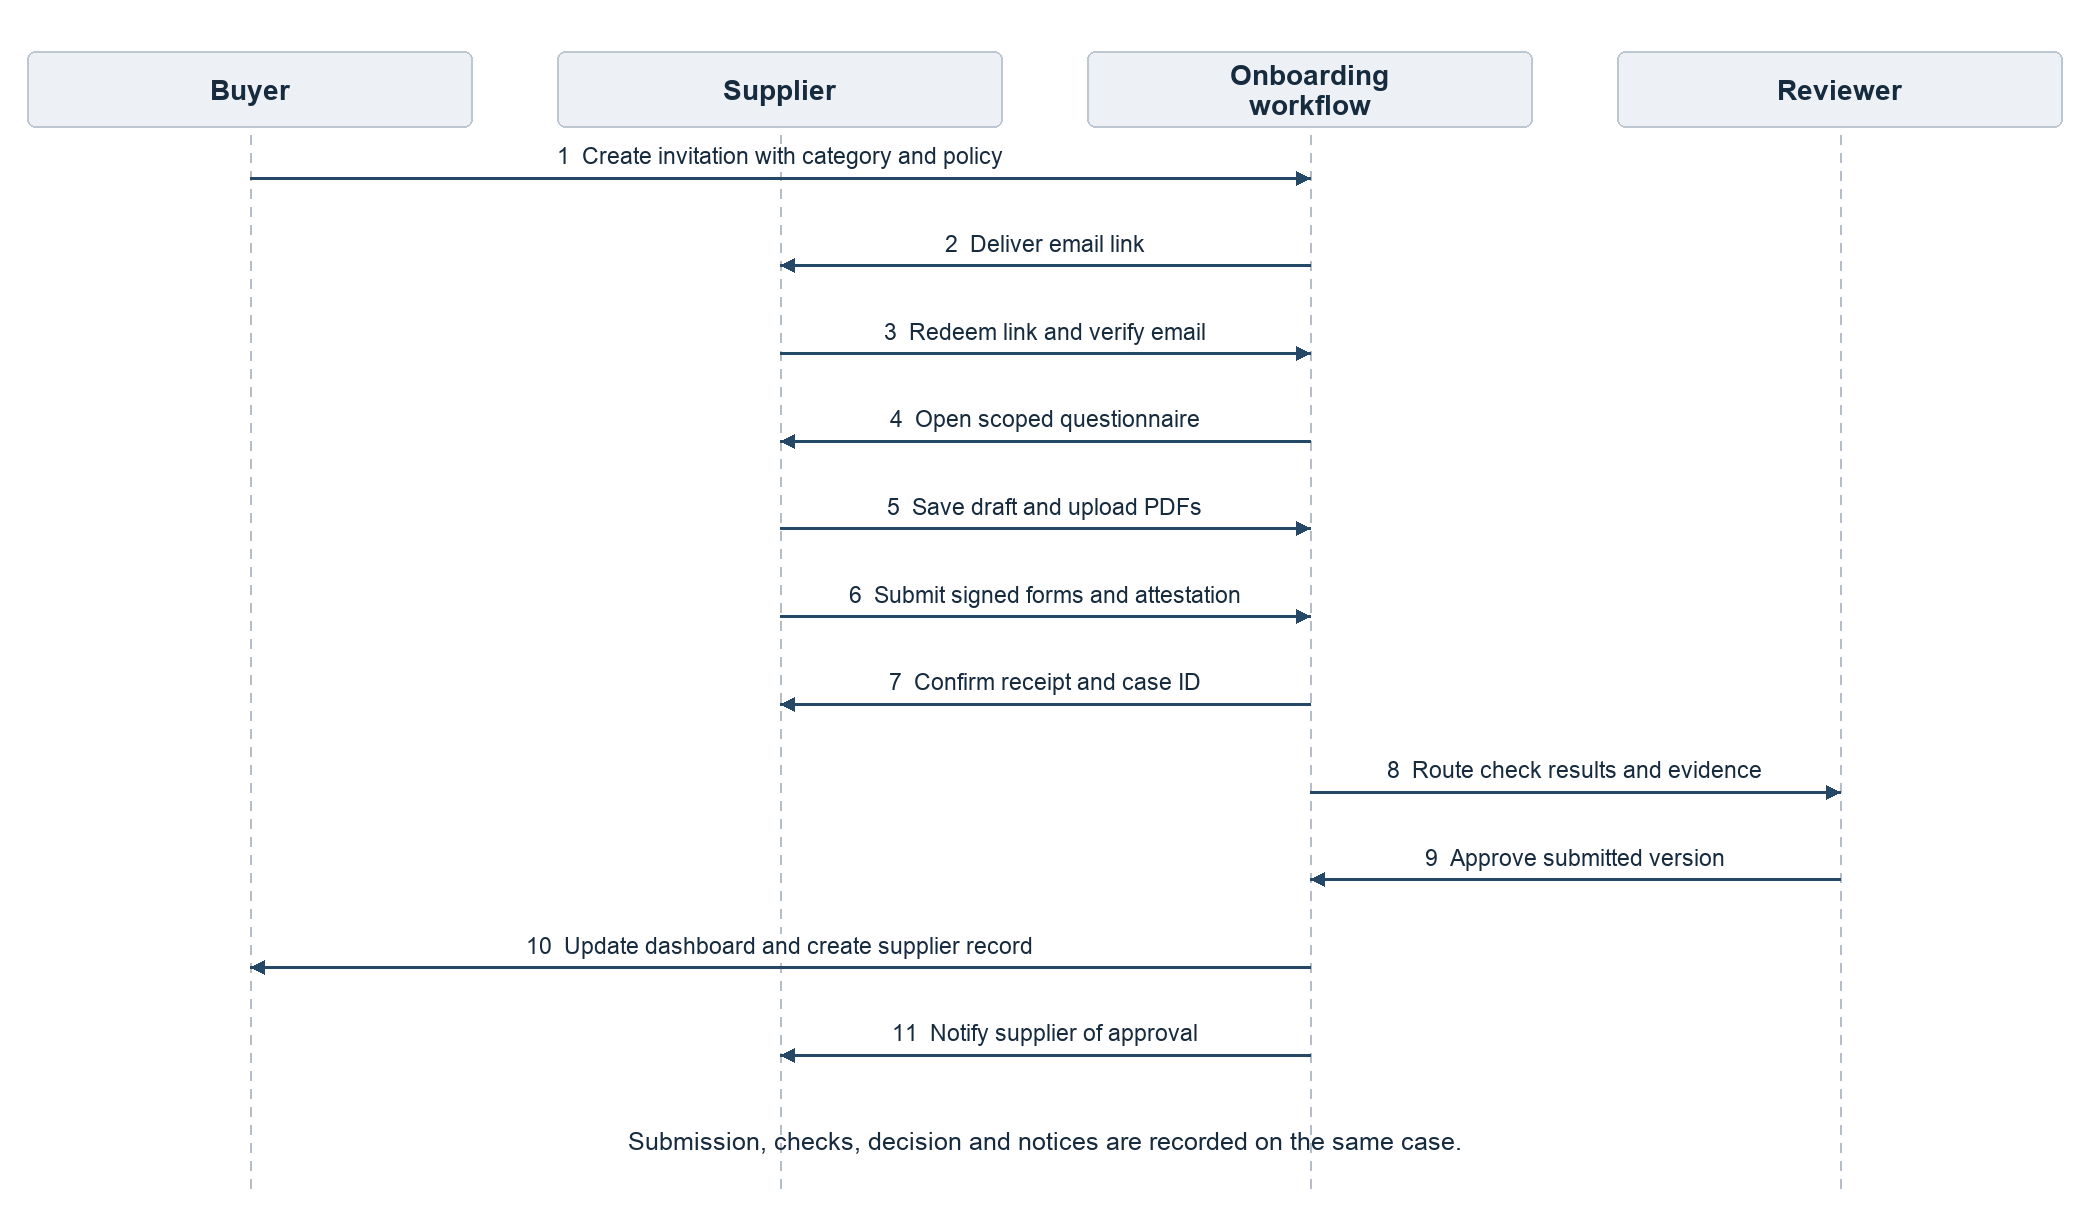 Buyer
Supplier
Onboarding
workflow
Reviewer
1 Create invitation with category and policy
2 Deliver email link
3 Redeem link and verify email
4 Open scoped questionnaire
5 Save draft and upload PDFs
6 Submit signed forms and attestation
7 Confirm receipt and case ID
8 Route check results and evidence
9 Approve submitted version
10 Update dashboard and create supplier record
11 Notify supplier of approval
Submission, checks, decision and notices are recorded on the same case.